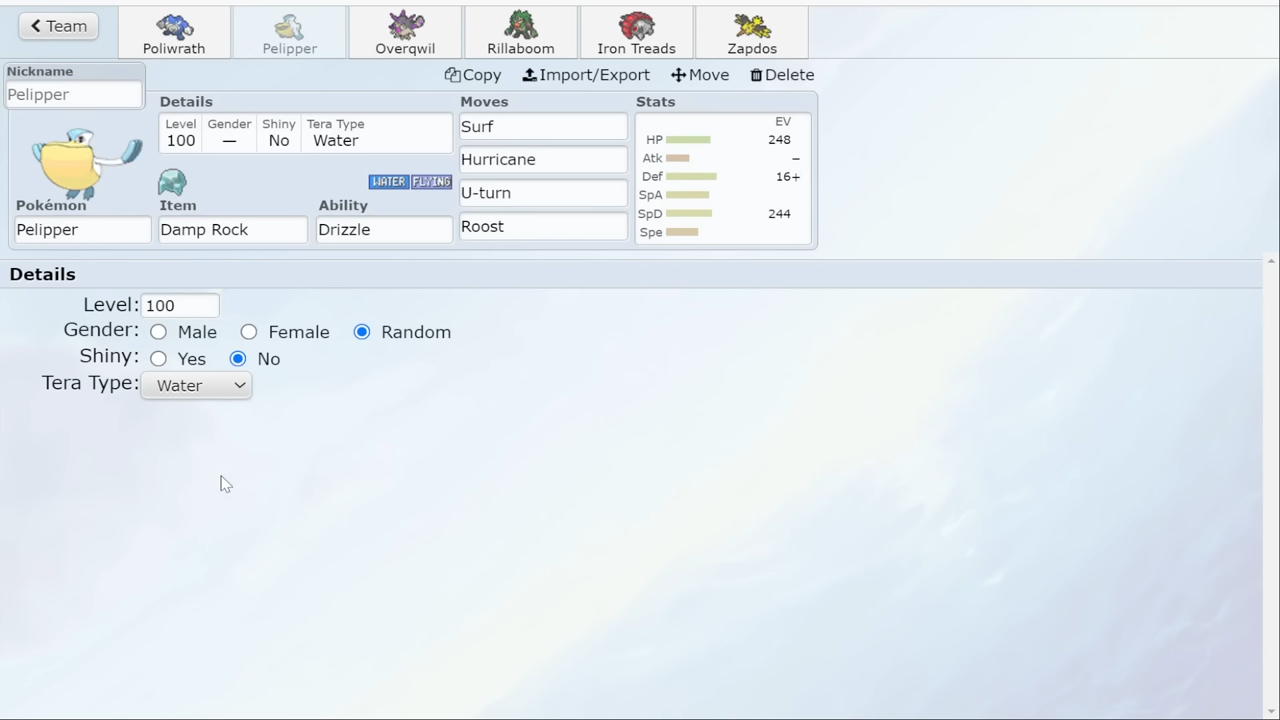 Team
Poliwrath
Pelipper
Overqwil
Rillaboom
Iron Treads
Zapdos
Nickname
Pelipper
Copy
Import/Export
Move
Delete
Details
Moves
Stats
Level
Gender
Shiny
Tera Type
100
—
No
Water
WATER
FLYING
Pokémon
Item
Ability
Pelipper
Damp Rock
Drizzle
Surf
Hurricane
U-turn
Roost
EV
HP 248
Atk –
Def 16+
SpA
SpD 244
Spe
Details
Level: 100
Gender: Male Female Random
Shiny: Yes No
Tera Type: Water